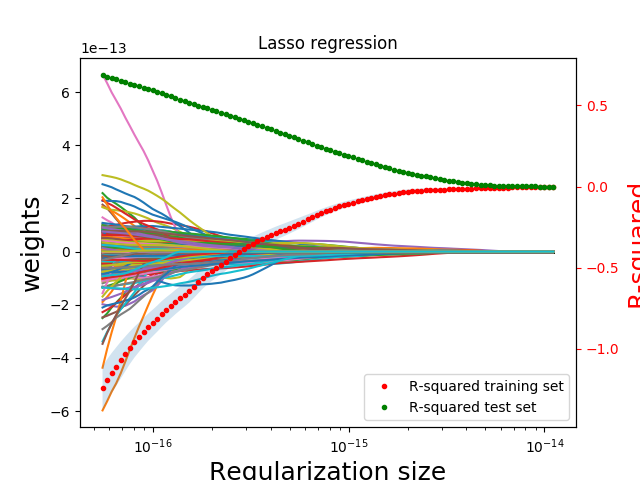 Lasso regression
1e−13
6
4
2
0
−2
−4
−6
weights
0.5
0.0
−0.5
−1.0
R-squared
R-squared training set
R-squared test set
10−16
10−15
10−14
Regularization size